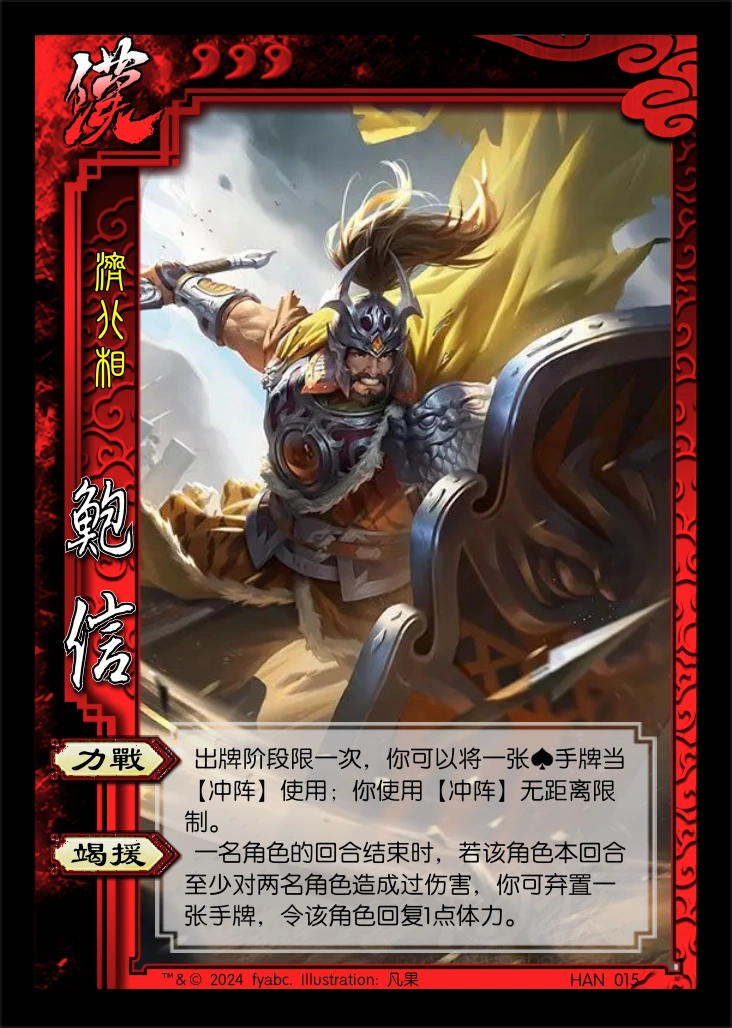 濟北相
鮑信
力戰
出牌阶段限一次，你可以将一张♠手牌当
【冲阵】使用；你使用【冲阵】无距离限
制。
竭援
一名角色的回合结束时，若该角色本回合
至少对两名角色造成过伤害，你可弃置一
张手牌，令该角色回复1点体力。
™&© 2024 fyabc. Illustration: 凡果
HAN 015